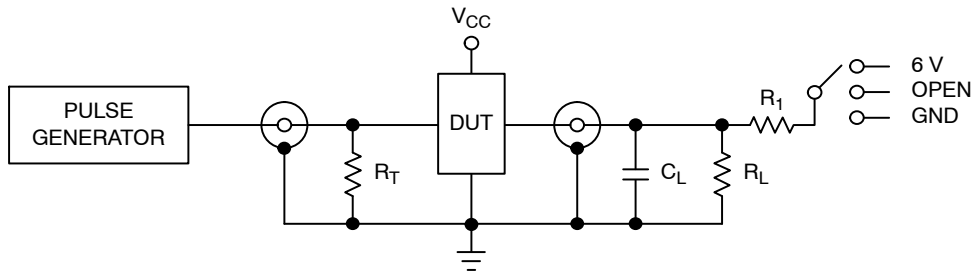 V_CC
PULSE
GENERATOR
DUT
R_T
C_L
R_L
R_1
6 V
OPEN
GND